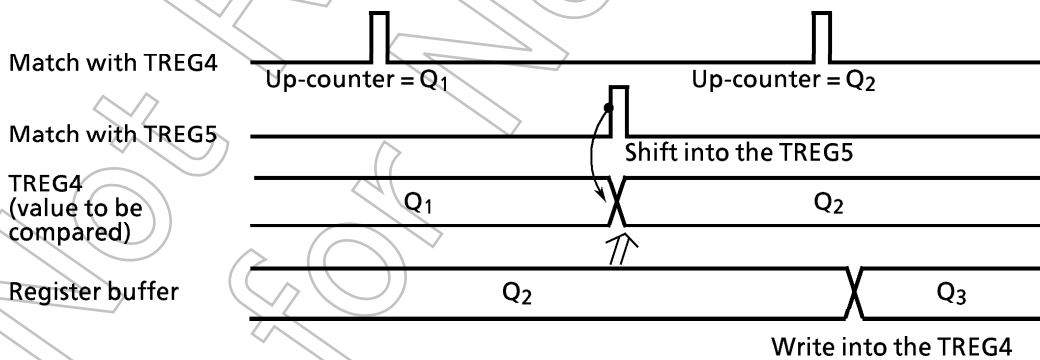 Match with TREG4
Up-counter = Q1
Up-counter = Q2
Match with TREG5
Shift into the TREG5
TREG4
(value to be
compared)
Q1
Q2
Register buffer
Q2
Q3
Write into the TREG4